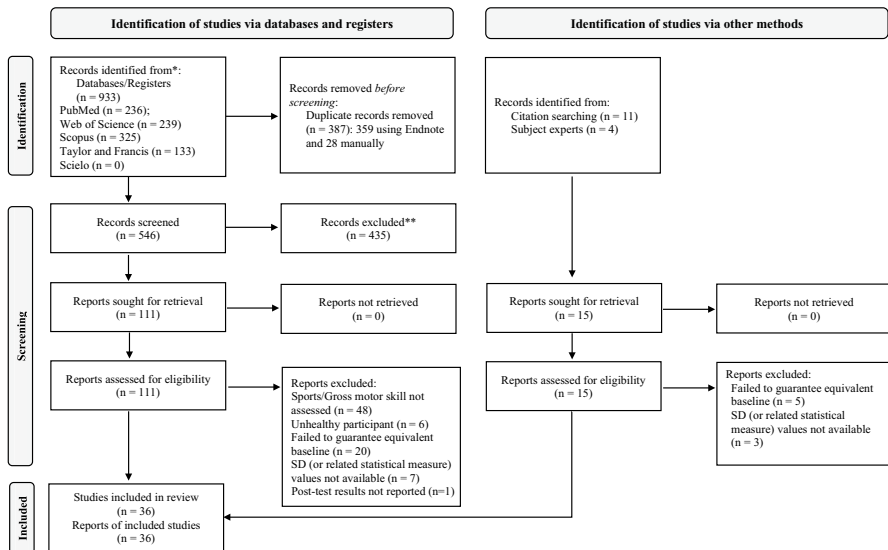 Identification of studies via databases and registers
Identification of studies via other methods
Identification
Records identified from*:
Databases/Registers
(n = 933)
PubMed (n = 236);
Web of Science (n = 239)
Scopus (n = 325)
Taylor and Francis (n = 133)
Scielo (n = 0)
Records removed before
screening:
Duplicate records removed
(n = 387): 359 using Endnote
and 28 manually
Records identified from:
Citation searching (n = 11)
Subject experts (n = 4)
Screening
Records screened
(n = 546)
Records excluded**
(n = 435)
Reports sought for retrieval
(n = 111)
Reports not retrieved
(n = 0)
Reports sought for retrieval
(n = 15)
Reports not retrieved
(n = 0)
Reports assessed for eligibility
(n = 111)
Reports excluded:
Sports/Gross motor skill not
assessed (n = 48)
Unhealthy participant (n = 6)
Failed to guarantee equivalent
baseline (n = 20)
SD (or related statistical measure)
values not available (n = 7)
Post-test results not reported (n=1)
Reports assessed for eligibility
(n = 15)
Reports excluded:
Failed to guarantee equivalent
baseline (n = 5)
SD (or related statistical
measure) values not available
(n = 3)
Included
Studies included in review
(n = 36)
Reports of included studies
(n = 36)